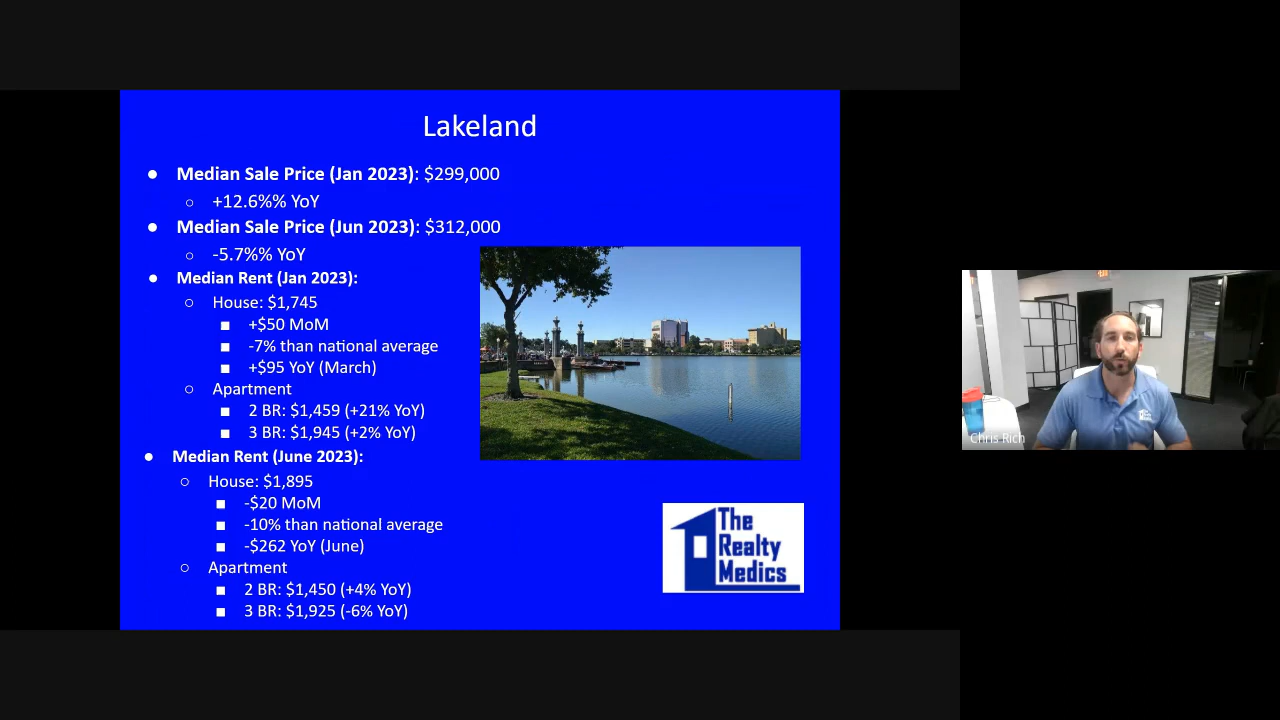 Lakeland
● Median Sale Price (Jan 2023): $299,000
○ +12.6%% YoY
● Median Sale Price (Jun 2023): $312,000
○ -5.7%% YoY
● Median Rent (Jan 2023):
○ House: $1,745
■ +$50 MoM
■ -7% than national average
■ +$95 YoY (March)
○ Apartment
■ 2 BR: $1,459 (+21% YoY)
■ 3 BR: $1,945 (+2% YoY)
● Median Rent (June 2023):
○ House: $1,895
■ -$20 MoM
■ -10% than national average
■ -$262 YoY (June)
○ Apartment
■ 2 BR: $1,450 (+4% YoY)
■ 3 BR: $1,925 (-6% YoY)
The
Realty
Medics
Chris Rich